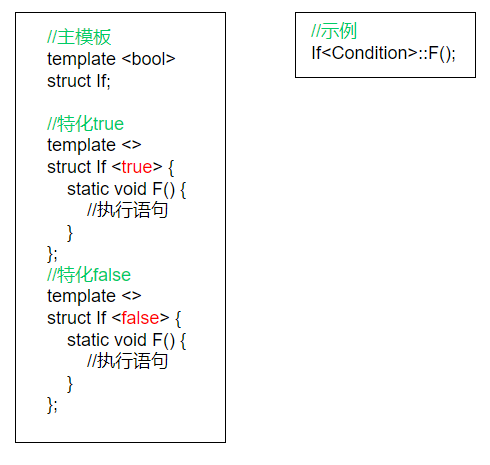 //主模板
template <bool>
struct If;
//特化true
template <>
struct If <true> {
static void F() {
//执行语句
}
};
//特化false
template <>
struct If <false> {
static void F() {
//执行语句
}
};
//示例
If<Condition>::F();